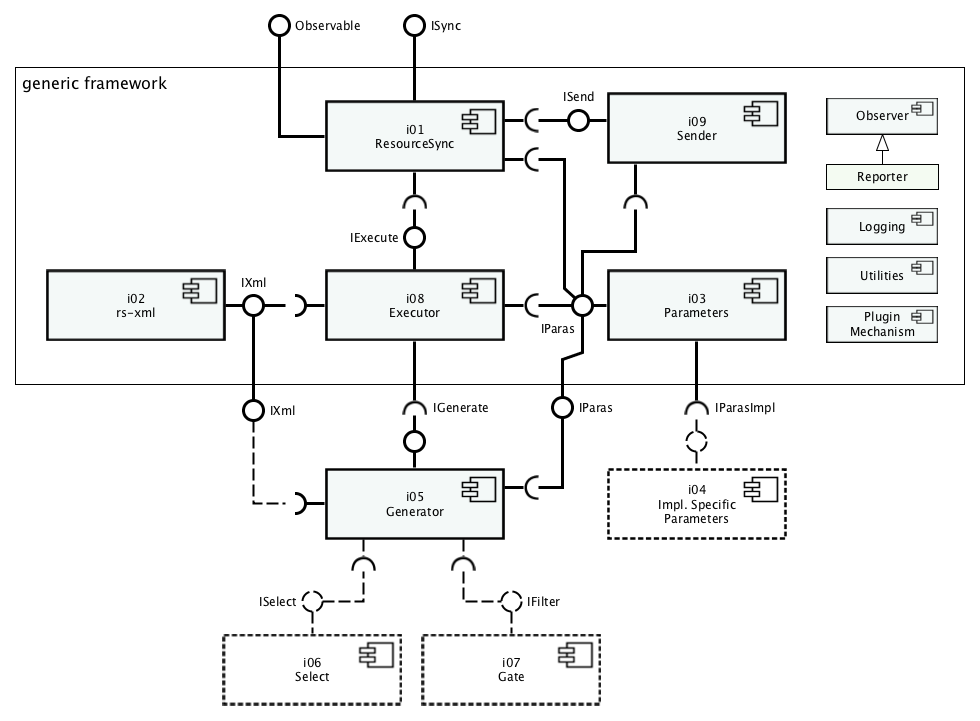 Observable
ISync
generic framework
i01
ResourceSync
ISend
i09
Sender
Observer
Reporter
Logging
Utilities
Plugin
Mechanism
IExecute
i02
rs-xml
IXml
i08
Executor
IParas
i03
Parameters
IXml
IGenerate
IParas
IParasImpl
i05
Generator
i04
Impl. Specific
Parameters
ISelect
IFilter
i06
Select
i07
Gate